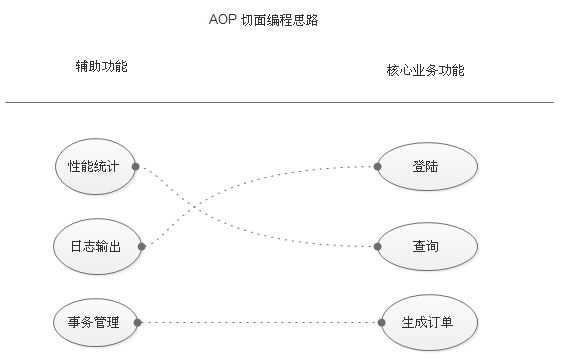 AOP 切面编程思路
辅助功能
核心业务功能
性能统计
登陆
日志输出
查询
事务管理
生成订单